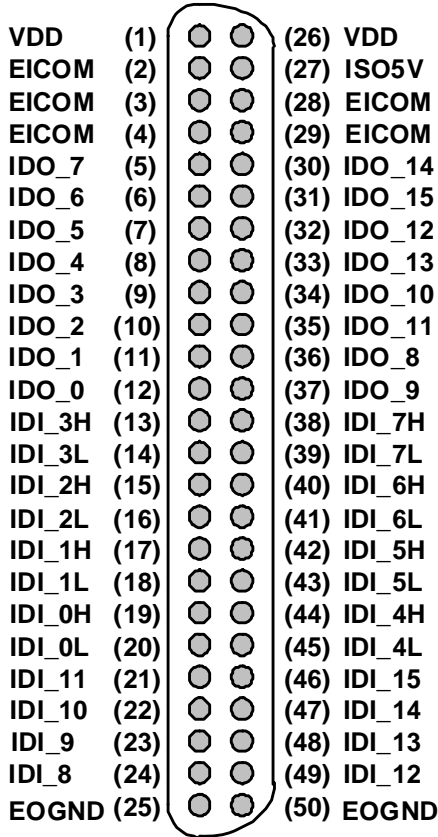 VDD (1) (26) VDD
EICOM (2) (27) ISO5V
EICOM (3) (28) EICOM
EICOM (4) (29) EICOM
IDO_7 (5) (30) IDO_14
IDO_6 (6) (31) IDO_15
IDO_5 (7) (32) IDO_12
IDO_4 (8) (33) IDO_13
IDO_3 (9) (34) IDO_10
IDO_2 (10) (35) IDO_11
IDO_1 (11) (36) IDO_8
IDO_0 (12) (37) IDO_9
IDI_3H (13) (38) IDI_7H
IDI_3L (14) (39) IDI_7L
IDI_2H (15) (40) IDI_6H
IDI_2L (16) (41) IDI_6L
IDI_1H (17) (42) IDI_5H
IDI_1L (18) (43) IDI_5L
IDI_0H (19) (44) IDI_4H
IDI_0L (20) (45) IDI_4L
IDI_11 (21) (46) IDI_15
IDI_10 (22) (47) IDI_14
IDI_9 (23) (48) IDI_13
IDI_8 (24) (49) IDI_12
EOGND (25) (50) EOGND